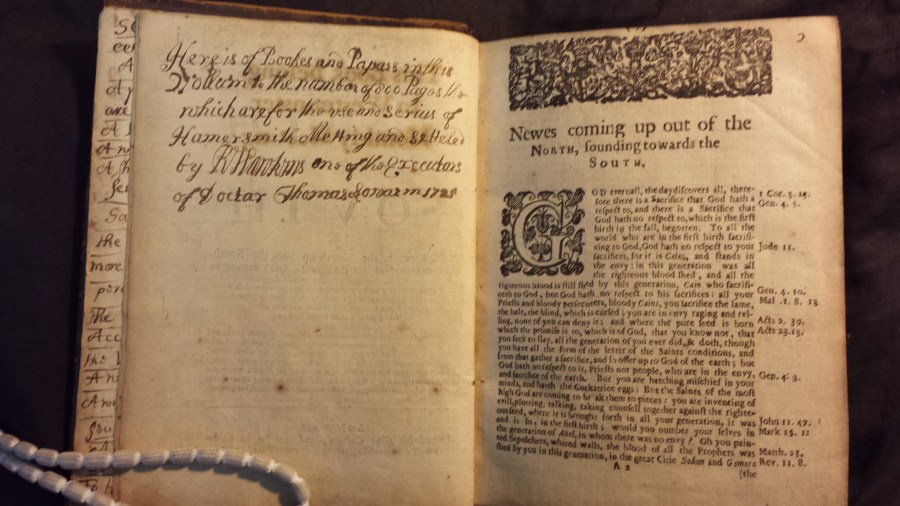 Here is of Bookes and Papars in this
Vollam to the nambor of 800 Pages the
which are for the use and servius of
Hamersmith Metting and setteled
by R Hawkins one of the Executors
of Doctar Thomas 1725
2
Newes coming up out of the
NORTH, sounding towards the
SOUTH.
GOD eternall, the day discovers all, there-
fore there is a Sacrifice that God hath a
respect to, and there is a Sacrifice that
God hath no respect to, which is the first
birth in the fall, begotten. To all the
world who are in the first birth sacrifi-
cing to God, God hath no respect to your
sacrifices, for it is Cains, and stands in
the envy: in this generation was all
the righteous blood shed, and all the
righteous blood is still shed by this generation, Cain who sacrifi-
ceth to God, but God hath no respect to his sacrifices: all your
Priests and bloody persecuters, bloody Cains, you sacrifice the lame,
the halt, the blind, which is cursed; you are in envy raging and rel-
ling, none of you can deny it; and where the pure seed is born
which the promise is to, which is of God, that you know not, that
you seek to slay, all the generation of you ever did, & doth, though
you have all the form of the letter of the Saints conditions, and
from that gather a sacrifice, and so offer up to God of the earth; but
God hath no respect to it, Priests nor people, who are in the envy,
and sacrifice of the earth. But you are hatching mischief in your
minds, and hatch the Cockatrice eggs: But the Saints of the most
high God are coming to break them to pieces: you are inventing of
evill, plotting, talking, taking counsell together against the righte-
ous seed, where it is brought forth in all your generation, it was
and is so, in the first birth; would you number your selves in
the generation of Abel, in whom there was no envy? Oh you pain-
ted Sepulchers, whited walls, the blood of all the Prophets was
shed by you in this generation, in the great Citie Sodom and Gomora
A 2
(the
1 Cor. 3. 13.
Gen. 4. 5.
Jude 11.
Gen. 4. 10.
Mal. 1. 8. 13
Acts 2. 39.
Acts 23.13.
Gen. 4. 3.
John 11. 47.
Mark 15. 11
Matth. 23.
Rev. 11. 8.